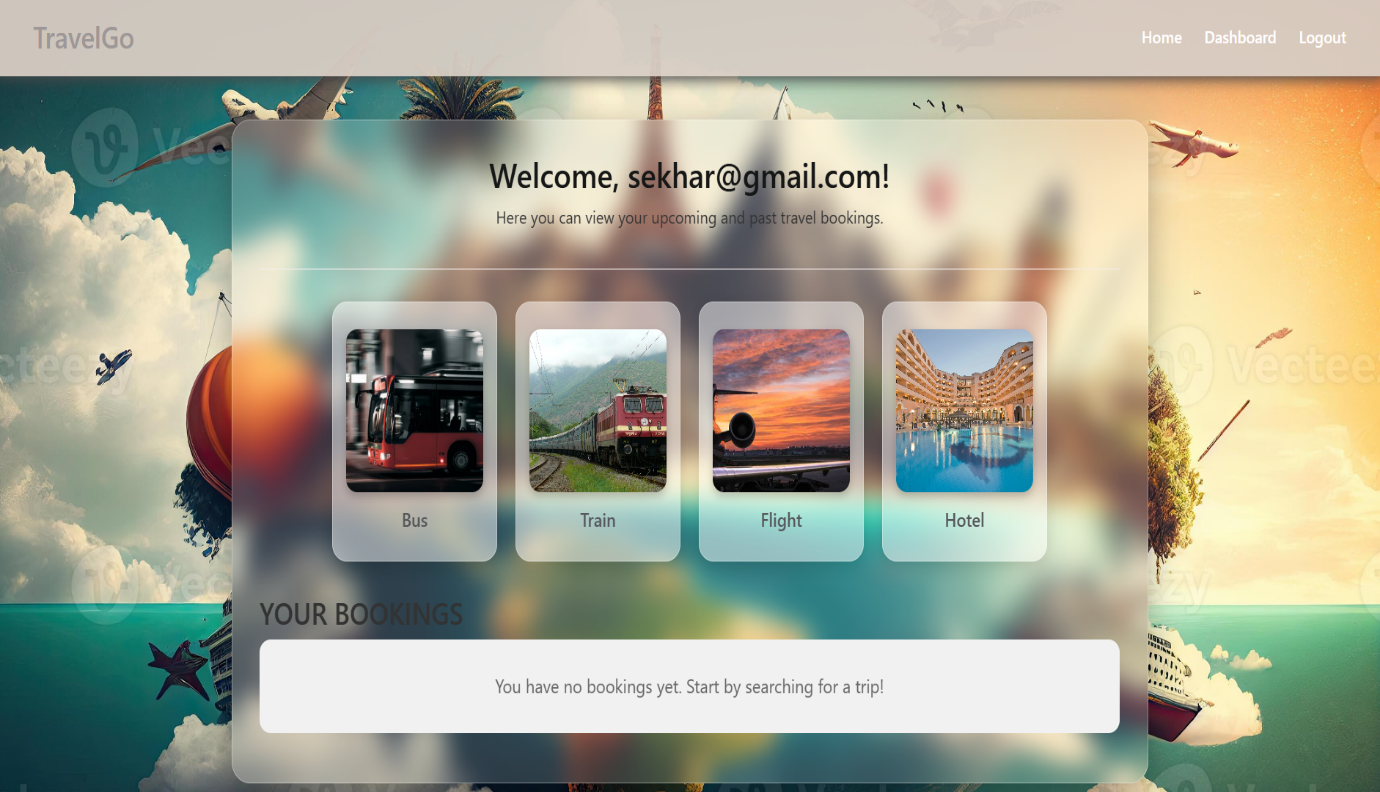 TravelGo
Home Dashboard Logout
Welcome, sekhar@gmail.com!
Here you can view your upcoming and past travel bookings.
Bus Train Flight Hotel
YOUR BOOKINGS
You have no bookings yet. Start by searching for a trip!
Vecteezy